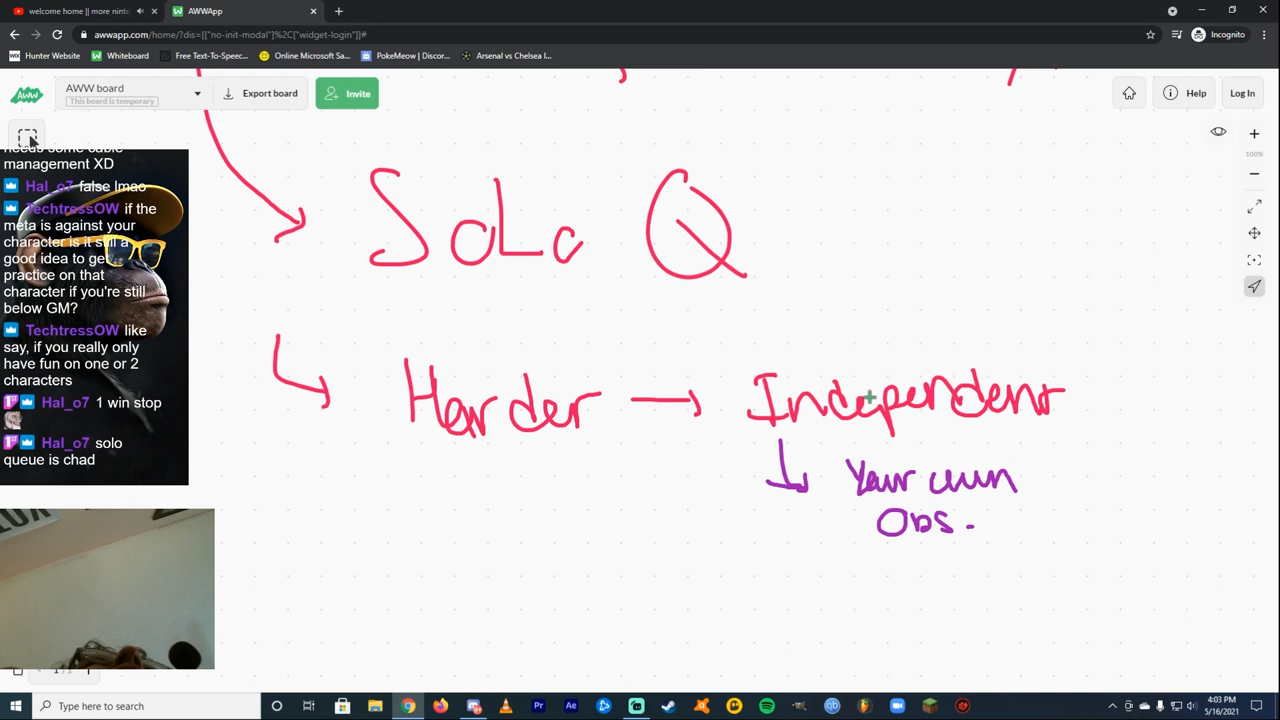 welcome home || more ninte
AWWApp
awwapp.com/home/?dis=[["no-init-modal"]%2C["widget-login"]]#
Incognito
Hunter Website
Whiteboard
Free Text-To-Speec...
Online Microsoft Sa...
PokeMeow | Discor...
Arsenal vs Chelsea l...
AWW
AWW board
This board is temporary
Export board
Invite
Help
Log In
100%
management XD
Hal_o7 false lmao
TechtressOW if the
meta is against your
character is it still a
good idea to get
practice on that
character if you're still
below GM?
TechtressOW like
say, if you really only
have fun on one or 2
characters
Hal_o7 1 win stop
Hal_o7 solo
queue is chad
SoLo Q
Harder → Independent
Your own
Obs.
1 / 1
Type here to search
4:03 PM
5/16/2021